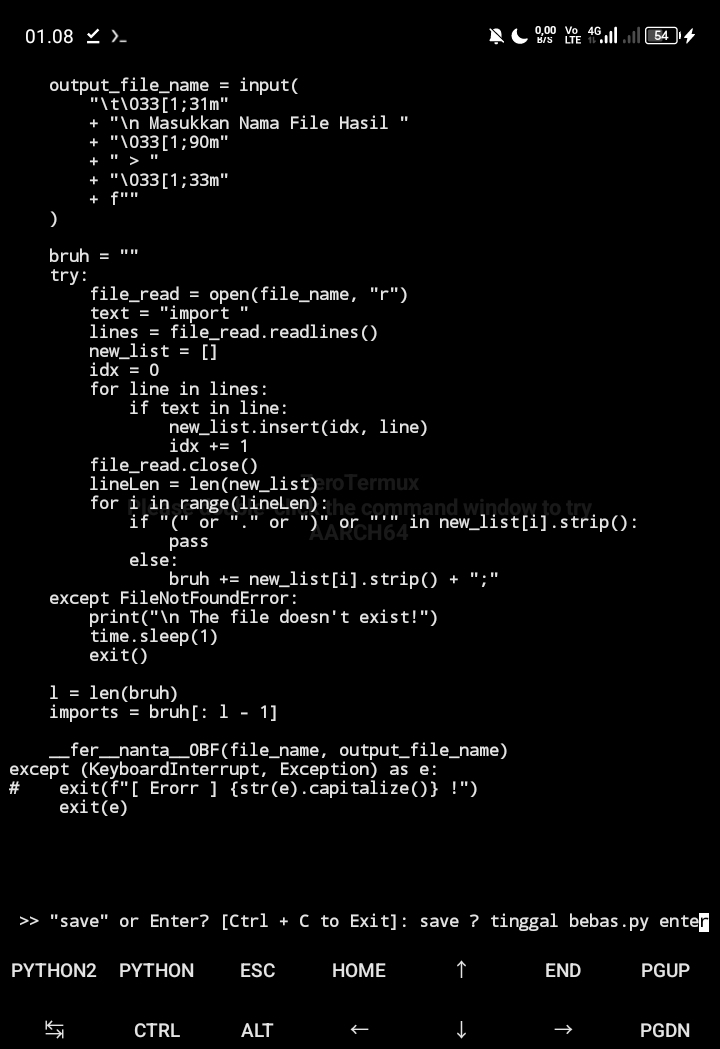 01.08
0,00 B/S Vo LTE 4G 54
    output_file_name = input(
        "\t\033[1;31m"
        + "\n Masukkan Nama File Hasil "
        + "\033[1;90m"
        + " > "
        + "\033[1;33m"
        + f""
    )
    bruh = ""
    try:
        file_read = open(file_name, "r")
        text = "import "
        lines = file_read.readlines()
        new_list = []
        idx = 0
        for line in lines:
            if text in line:
                new_list.insert(idx, line)
                idx += 1
        file_read.close()
        lineLen = len(new_list)
ZeroTermux
        for i in range(lineLen):
the command window to try
            if "(" or "." or ")" or "'" in new_list[i].strip():
AARCH64
                pass
            else:
                bruh += new_list[i].strip() + ";"
    except FileNotFoundError:
        print("\n The file doesn't exist!")
        time.sleep(1)
        exit()
    l = len(bruh)
    imports = bruh[: l - 1]
    __fer__nanta__OBF(file_name, output_file_name)
except (KeyboardInterrupt, Exception) as e:
#    exit(f"[ Erorr ] {str(e).capitalize()} !")
     exit(e)
>> "save" or Enter? [Ctrl + C to Exit]: save ? tinggal bebas.py enter
PYTHON2 PYTHON ESC HOME ↑ END PGUP
↹ CTRL ALT ← ↓ → PGDN